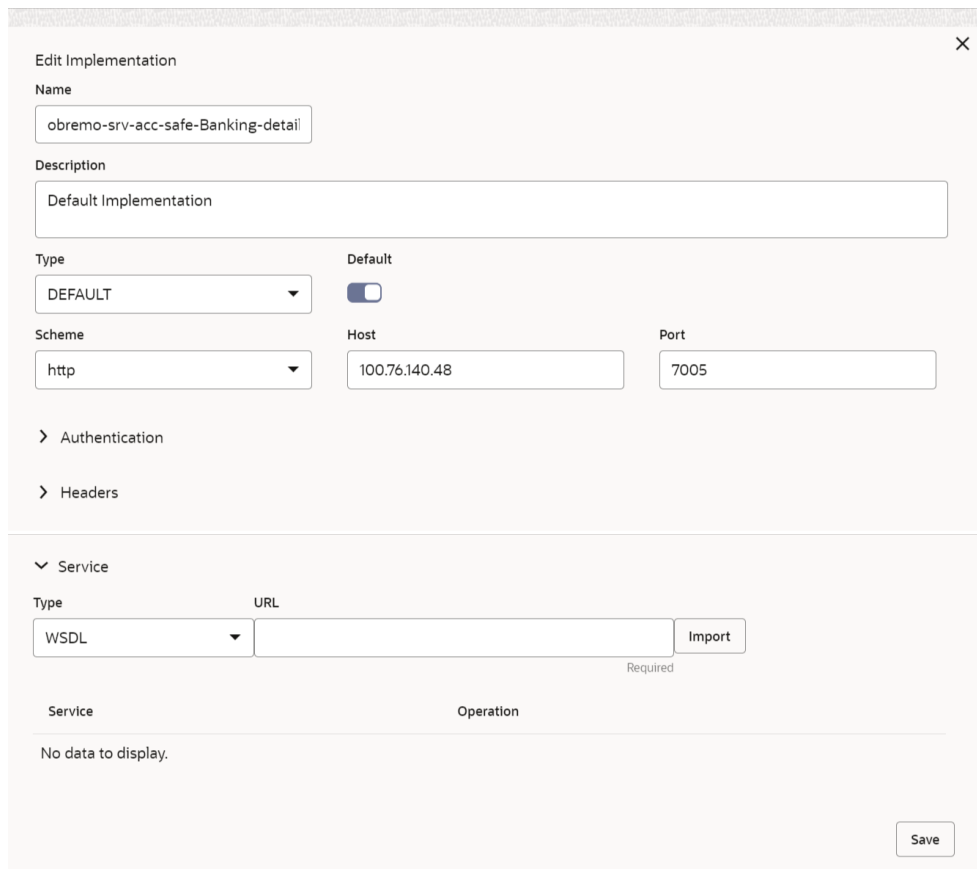 Edit Implementation
Name
obremo-srv-acc-safe-Banking-detail
Description
Default Implementation
Type Default
DEFAULT
Scheme Host Port
http 100.76.140.48 7005
Authentication
Headers
Service
Type URL
WSDL Import
Required
Service Operation
No data to display.
Save